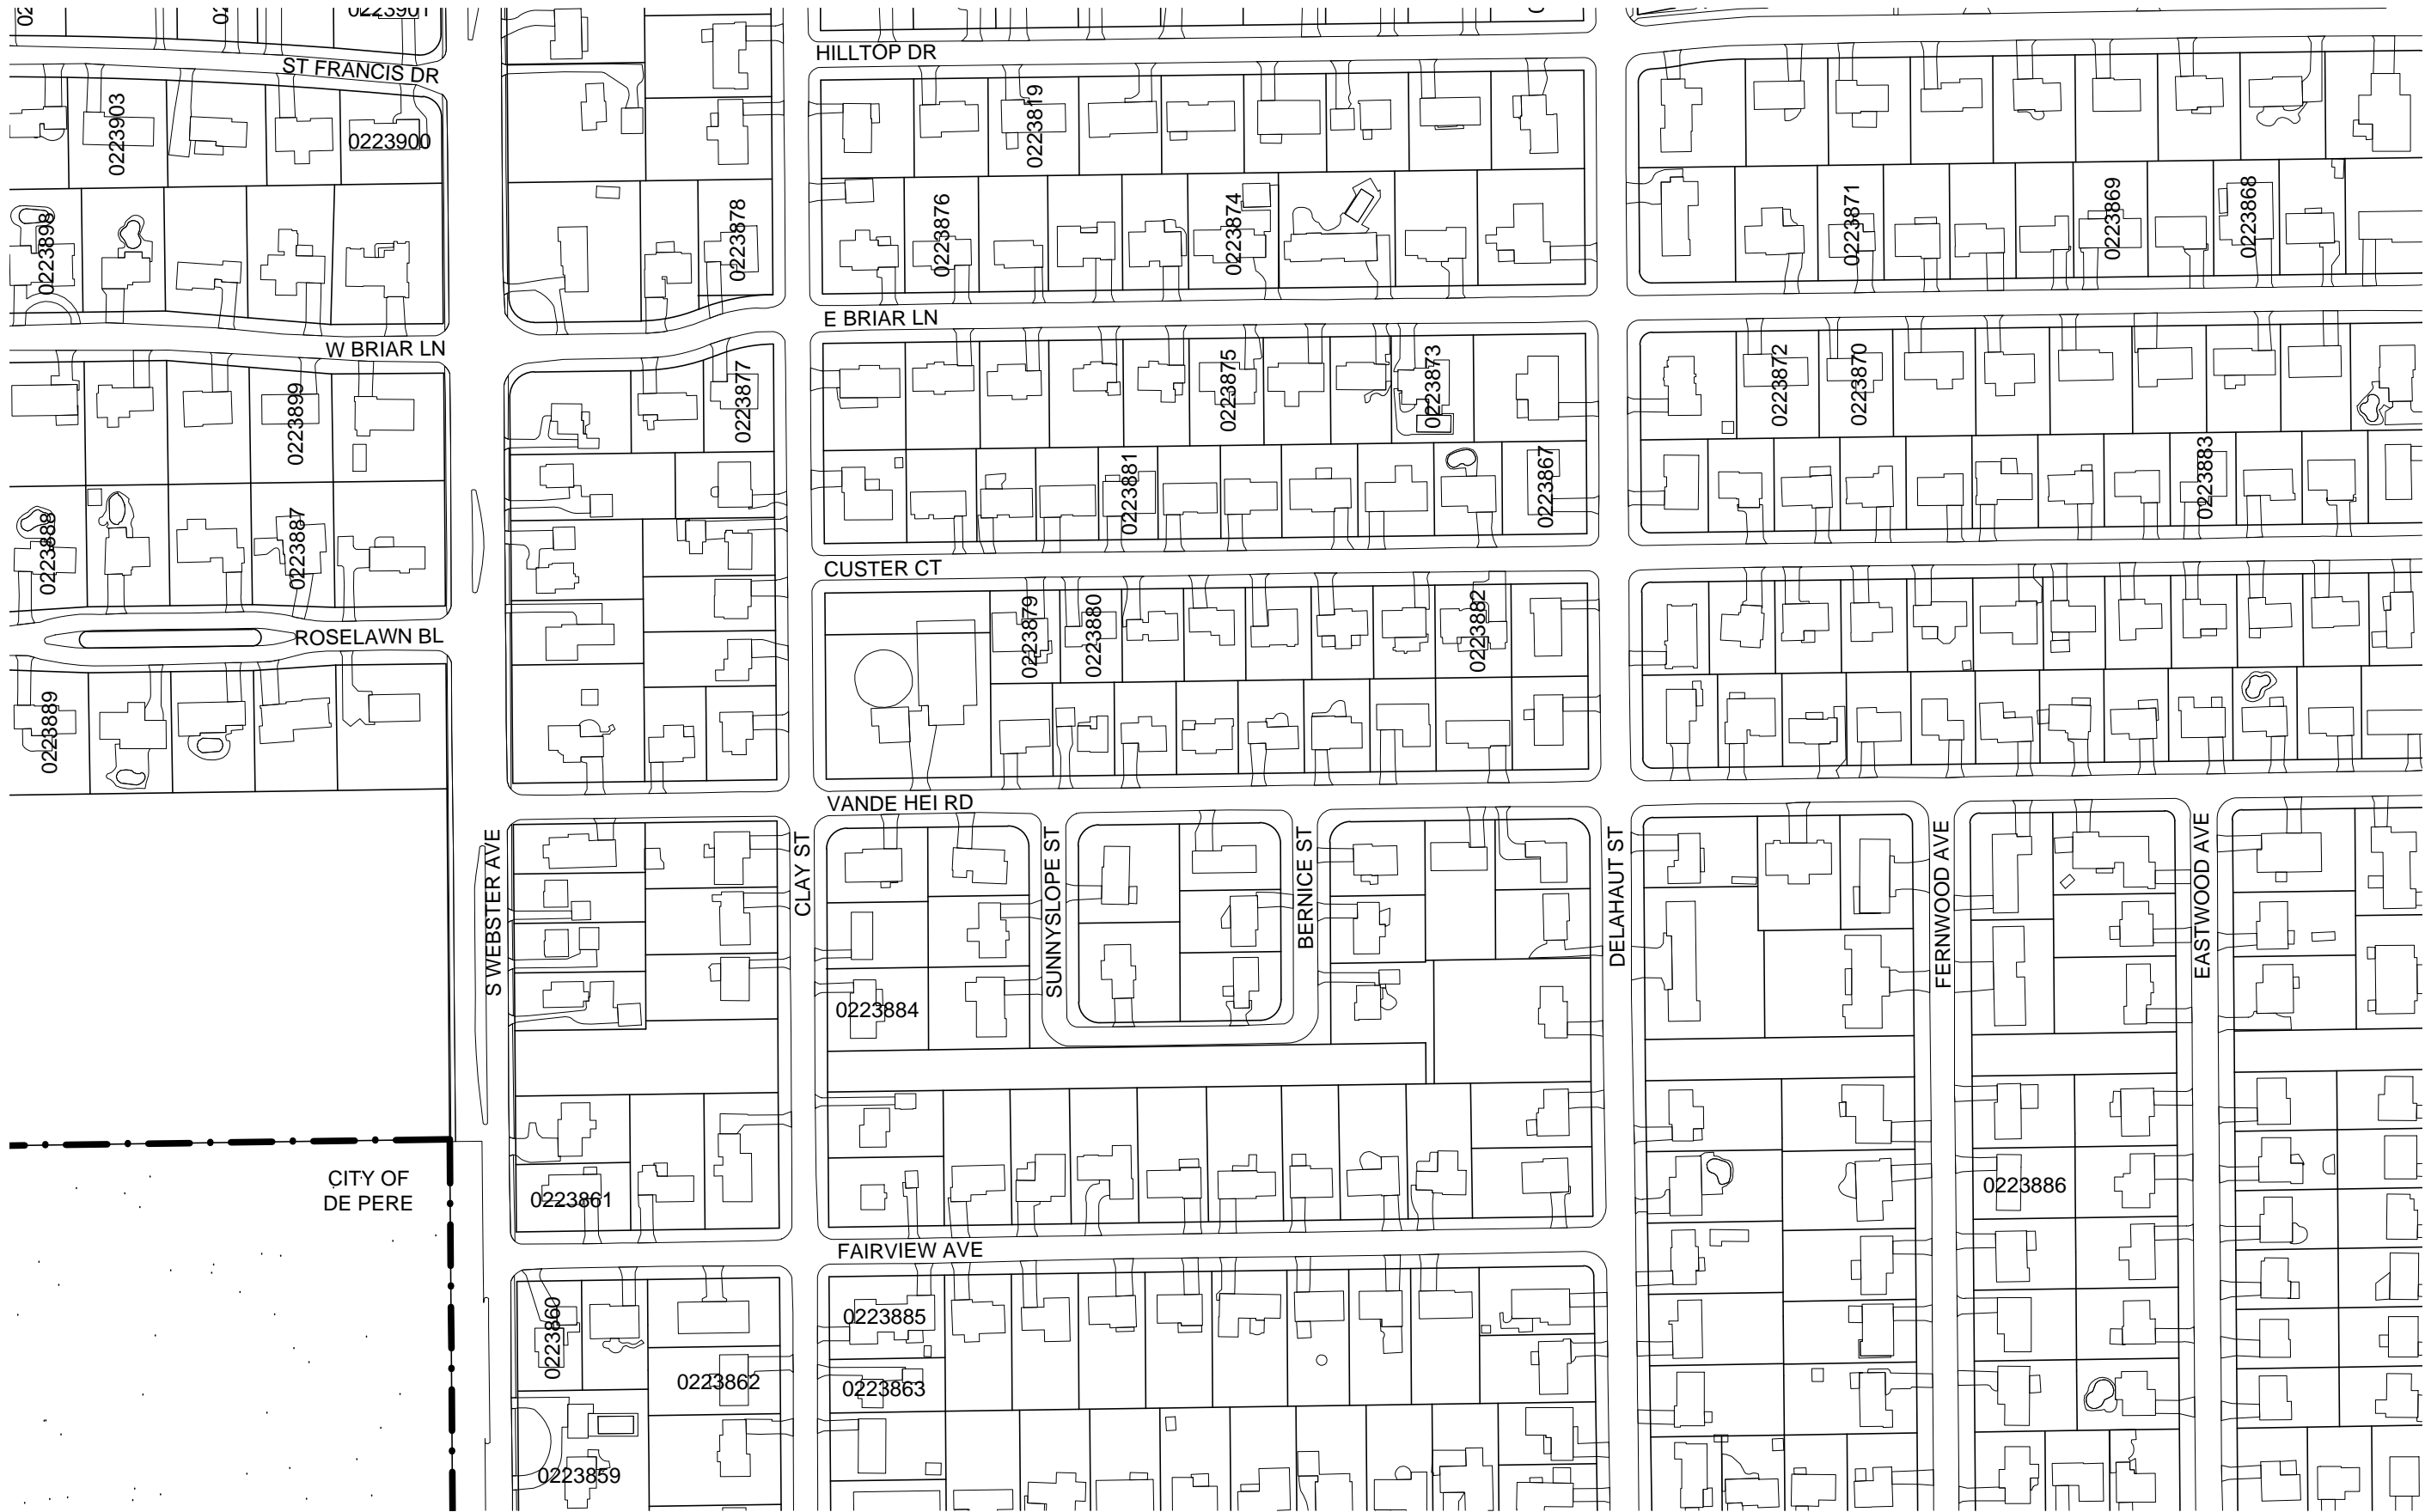 0223901
HILLTOP DR
ST FRANCIS DR
0223903
0223900
0223819
0223898
0223878
0223876
0223874
0223871
0223869
0223868
E BRIAR LN
W BRIAR LN
0223899
0223877
0223875
0223873
0223872
0223870
0223888
0223887
0223881
0223867
0223883
CUSTER CT
0223879
0223880
0223882
ROSELAWN BL
0223889
VANDE HEI RD
S WEBSTER AVE
CLAY ST
SUNNYSLOPE ST
BERNICE ST
DELAHAUT ST
FERNWOOD AVE
EASTWOOD AVE
0223884
CITY OF
DE PERE
0223861
0223886
FAIRVIEW AVE
0223860
0223885
0223862
0223863
0223859